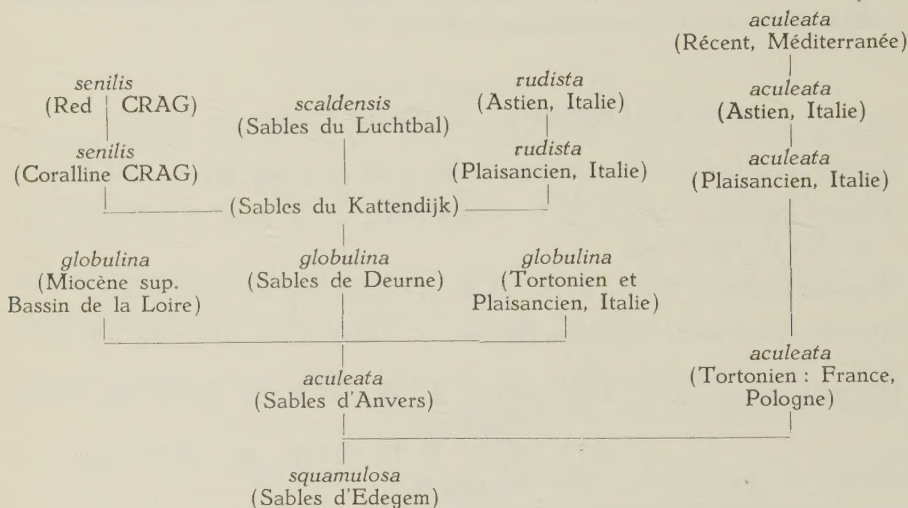 aculeata
(Récent, Méditerranée)
senilis
(Red CRAG)
scaldensis
(Sables du Luchtbal)
rudista
(Astien, Italie)
aculeata
(Astien, Italie)
senilis
(Coralline CRAG)
rudista
(Plaisancien, Italie)
aculeata
(Plaisancien, Italie)
(Sables du Kattendijk)
globulina
(Miocène sup.
Bassin de la Loire)
globulina
(Sables de Deurne)
globulina
(Tortonien et
Plaisancien, Italie)
aculeata
(Sables d'Anvers)
aculeata
(Tortonien : France,
Pologne)
squamulosa
(Sables d'Edegem)